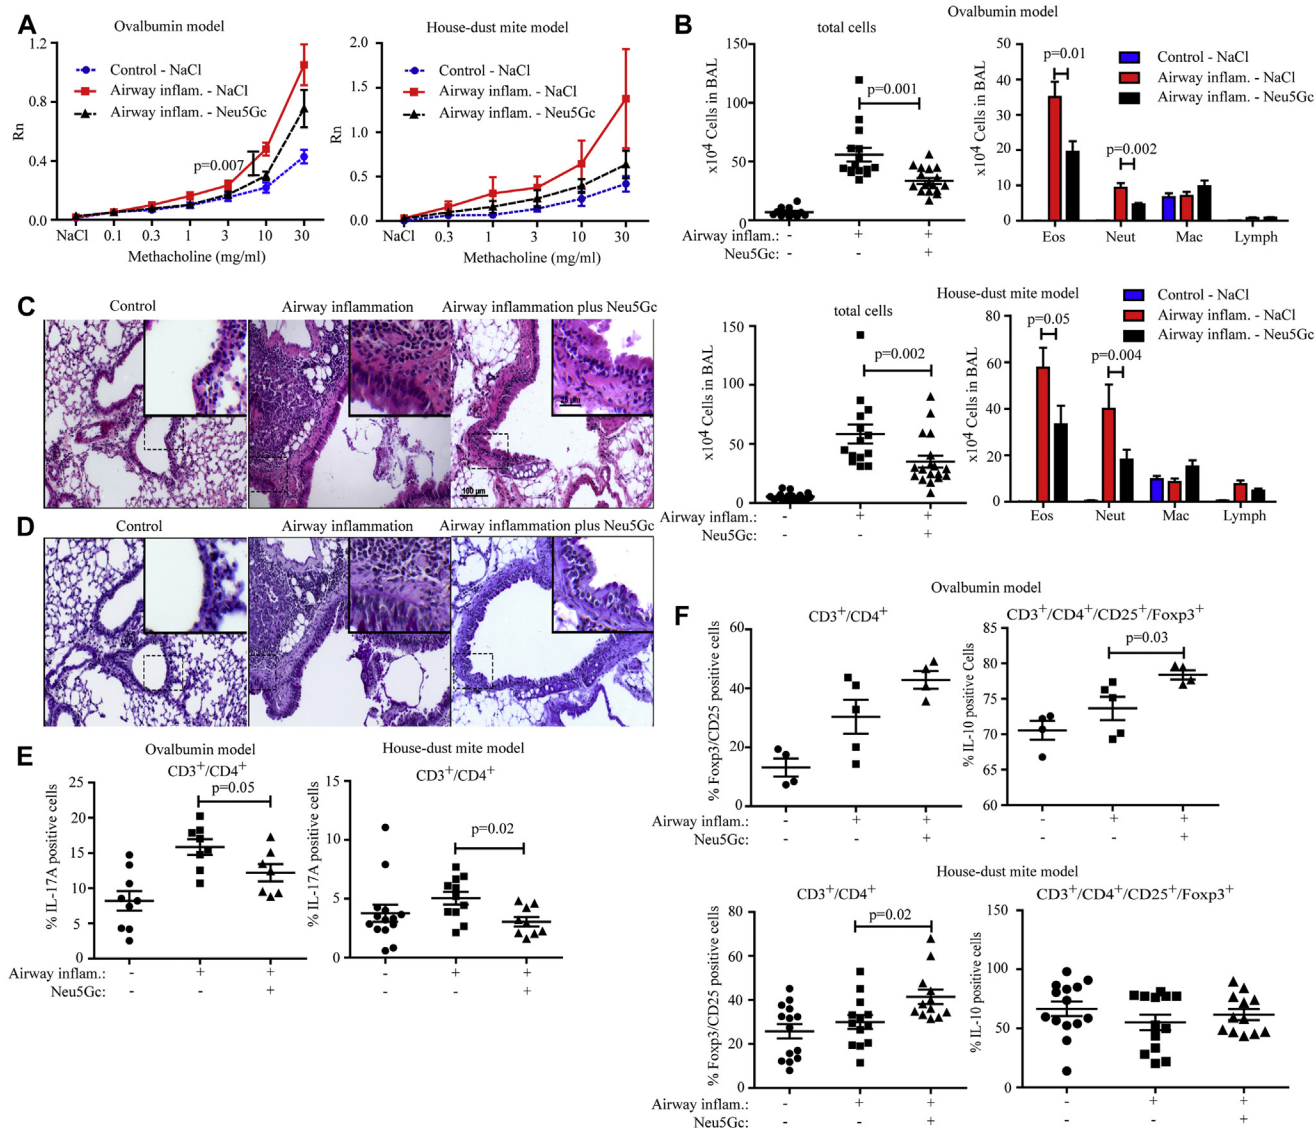 A
Ovalbumin model
1.2
0.8
0.4
0.0
Rn
Control - NaCl
Airway inflam. - NaCl
Airway inflam. - Neu5Gc
p=0.007
NaCl 0.1 0.3 1 3 10 30
Methacholine (mg/ml)
House-dust mite model
2.0
1.5
1.0
0.5
0.0
Rn
Control - NaCl
Airway inflam. - NaCl
Airway inflam. - Neu5Gc
NaCl 0.3 1 3 10 30
Methacholine (mg/ml)
B
Ovalbumin model
total cells
150
100
50
0
x10⁴ Cells in BAL
p=0.001
Airway inflam.: - + +
Neu5Gc: - - +
50
40
30
20
10
0
x10⁴ Cells in BAL
p=0.01
p=0.002
Control - NaCl
Airway inflam. - NaCl
Airway inflam. - Neu5Gc
Eos Neut Mac Lymph
House-dust mite model
total cells
150
100
50
0
x10⁴ Cells in BAL
p=0.002
Airway inflam.: - + +
Neu5Gc: - - +
80
60
40
20
0
x10⁴ Cells in BAL
p=0.05
p=0.004
Control - NaCl
Airway inflam. - NaCl
Airway inflam. - Neu5Gc
Eos Neut Mac Lymph
C
Control Airway inflammation Airway inflammation plus Neu5Gc
25 µm
100 µm
D
Control Airway inflammation Airway inflammation plus Neu5Gc
E
Ovalbumin model
CD3⁺/CD4⁺
25
20
15
10
5
0
% IL-17A positive cells
p=0.05
Airway inflam.: - + +
Neu5Gc: - - +
House-dust mite model
CD3⁺/CD4⁺
15
10
5
0
% IL-17A positive cells
p=0.02
- + +
- - +
F
Ovalbumin model
CD3⁺/CD4⁺
60
40
20
0
% Foxp3/CD25 positive cells
Airway inflam.: - + +
Neu5Gc: - - +
CD3⁺/CD4⁺/CD25⁺/Foxp3⁺
85
80
75
70
65
60
% IL-10 positive Cells
p=0.03
- + +
- - +
House-dust mite model
CD3⁺/CD4⁺
80
60
40
20
0
% Foxp3/CD25 positive cells
p=0.02
Airway inflam.: - + +
Neu5Gc: - - +
CD3⁺/CD4⁺/CD25⁺/Foxp3⁺
150
100
50
0
% IL-10 positive cells
- + +
- - +